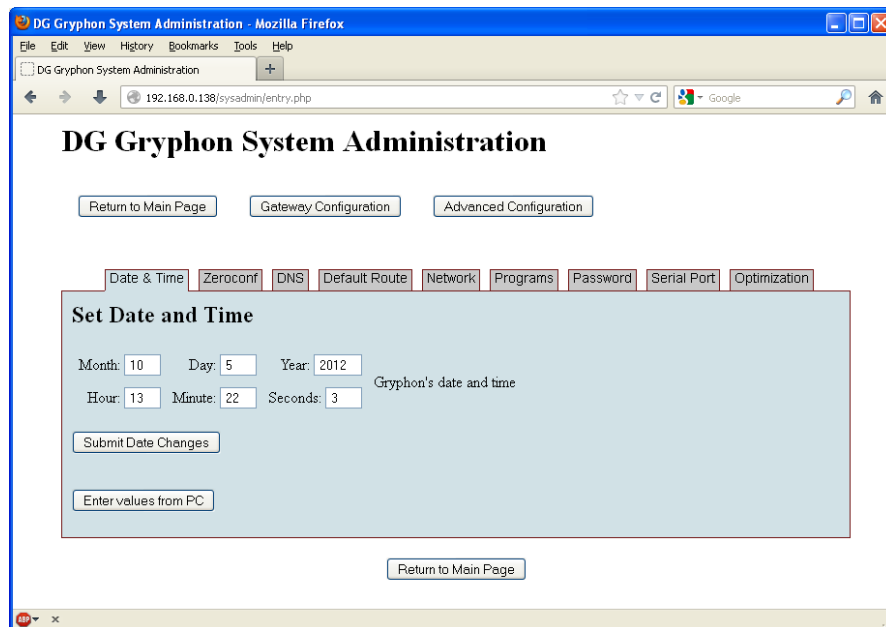 DG Gryphon System Administration - Mozilla Firefox
File Edit View History Bookmarks Tools Help
DG Gryphon System Administration +
192.168.0.138/sysadmin/entry.php Google
DG Gryphon System Administration
Return to Main Page Gateway Configuration Advanced Configuration
Date & Time Zeroconf DNS Default Route Network Programs Password Serial Port Optimization
Set Date and Time
Month: 10 Day: 5 Year: 2012
Gryphon's date and time
Hour: 13 Minute: 22 Seconds: 3
Submit Date Changes
Enter values from PC
Return to Main Page
ABP ×